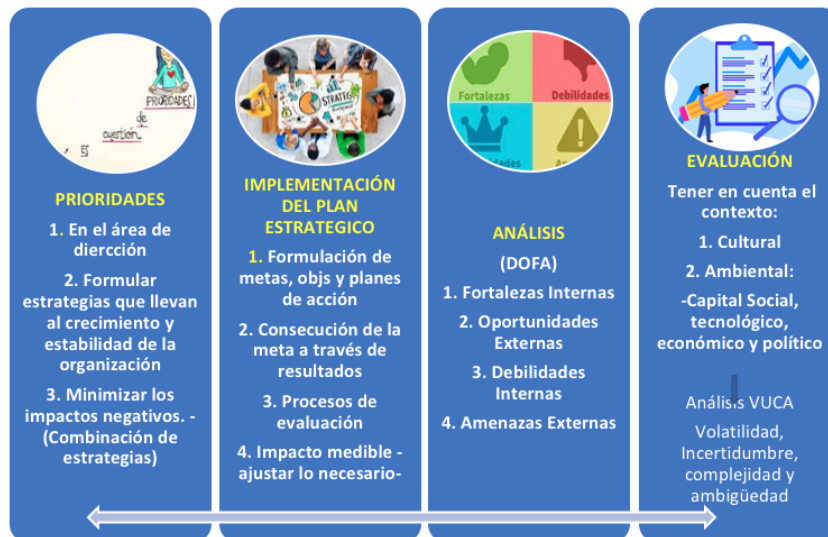 PRIORIDADES
de
cuestión
Es
PRIORIDADES
1. En el área de
diercción
2. Formular
estrategias que llevan
al crecimiento y
estabilidad de la
organización
3. Minimizar los
impactos negativos. -
(Combinación de
estrategias)
STRATEGY
IMPLEMENTACIÓN
DEL PLAN
ESTRATEGICO
1. Formulación de
metas, objs y planes
de acción
2. Consecución de la
meta a través de
resultados
3. Procesos de
evaluación
4. Impacto medible -
ajustar lo necesario-
Fortalezas
Debilidades
ANÁLISIS
(DOFA)
1. Fortalezas Internas
2. Oportunidades
Externas
3. Debilidades
Internas
4. Amenazas Externas
EVALUACIÓN
Tener en cuenta el
contexto:
1. Cultural
2. Ambiental:
-Capital Social,
tecnológico,
económico y político
Análisis VUCA
Volatilidad,
Incertidumbre,
complejidad y
ambigüedad